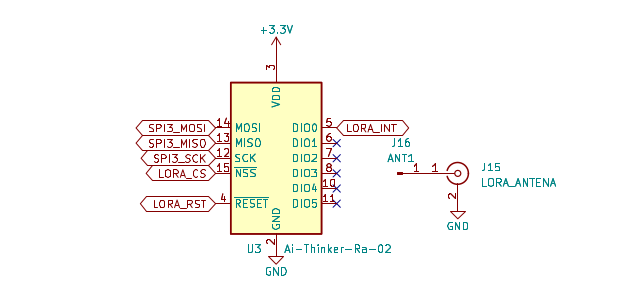 +3.3V
3
VDD
SPI3_MOSI 14 MOSI DIO0 5 LORA_INT
SPI3_MISO 13 MISO DIO1 6 J16
SPI3_SCK 12 SCK DIO2 7 ANT1
LORA_CS 15 NSS DIO3 8 1 1 J15
DIO4 10 LORA_ANTENA
LORA_RST 4 RESET DIO5 11 2
GND GND
2
U3 Ai-Thinker-Ra-02
GND